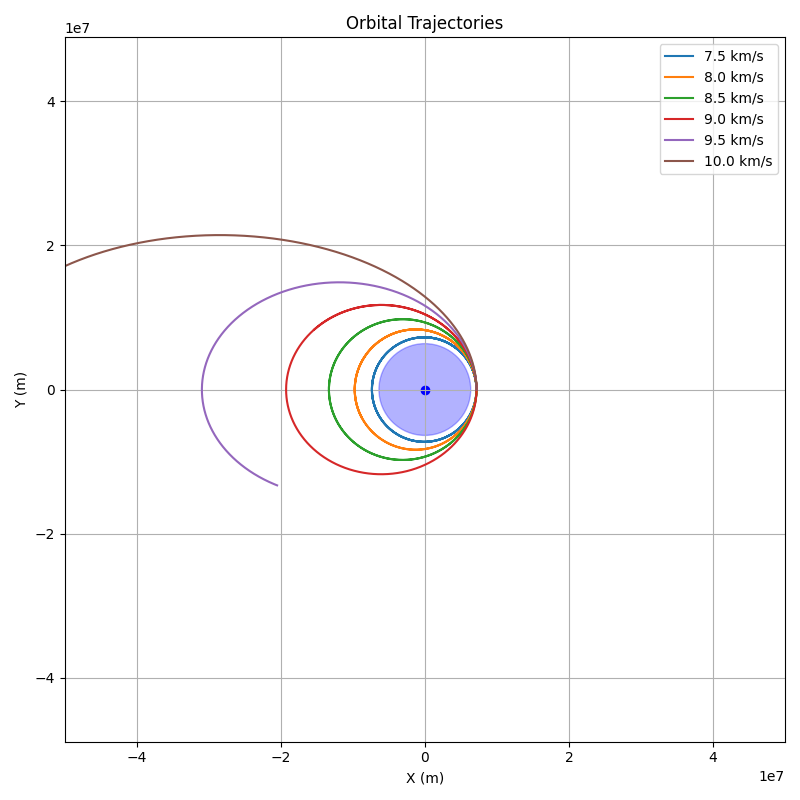 Orbital Trajectories
1e7
7.5 km/s
8.0 km/s
8.5 km/s
9.0 km/s
9.5 km/s
10.0 km/s
4
2
0
−2
−4
Y (m)
−4 −2 0 2 4
X (m)
1e7